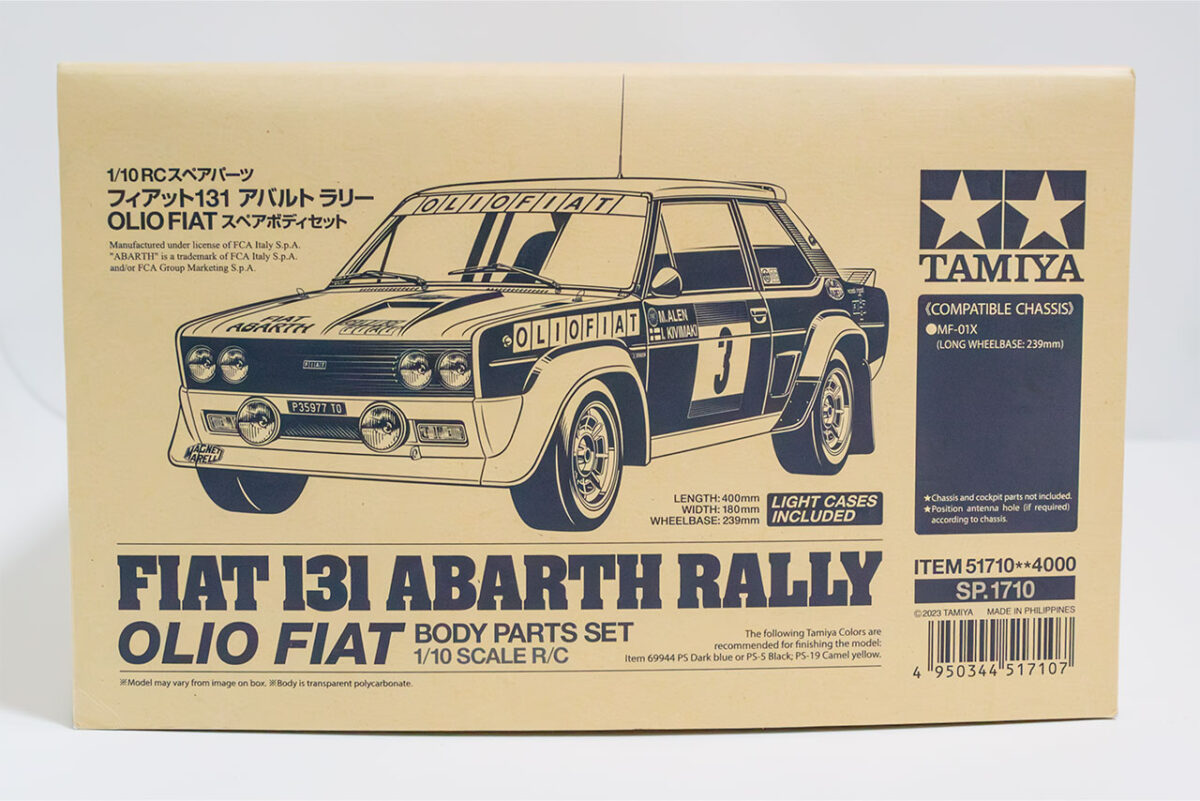 1/10 RCスペアパーツ
フィアット131 アバルト ラリー
OLIO FIAT スペアボディセット
Manufactured under license of FCA Italy S.p.A.
"ABARTH" is a trademark of FCA Italy S.p.A.
and/or FCA Group Marketing S.p.A.
OLIOFIAT
FIAT
ABARTH
OLIO FIAT
FIAT
P35977 TO
MAGNETI
MARELLI
OLIOFIAT
M.ALEN
I. KIVIMAKI
3
TAMIYA
《COMPATIBLE CHASSIS》
●MF-01X
(LONG WHEELBASE: 239mm)
★Chassis and cockpit parts not included.
★Position antenna hole (if required)
according to chassis.
LENGTH: 400mm
WIDTH: 180mm
WHEELBASE: 239mm
LIGHT CASES
INCLUDED
FIAT 131 ABARTH RALLY
OLIO FIAT
BODY PARTS SET
1/10 SCALE R/C
The following Tamiya Colors are
recommended for finishing the model:
Item 69944 PS Dark blue or PS-5 Black; PS-19 Camel yellow.
※Model may vary from image on box. ※Body is transparent polycarbonate.
ITEM 51710**4000
SP.1710
©2023 TAMIYA MADE IN PHILIPPINES
4 950344 517107